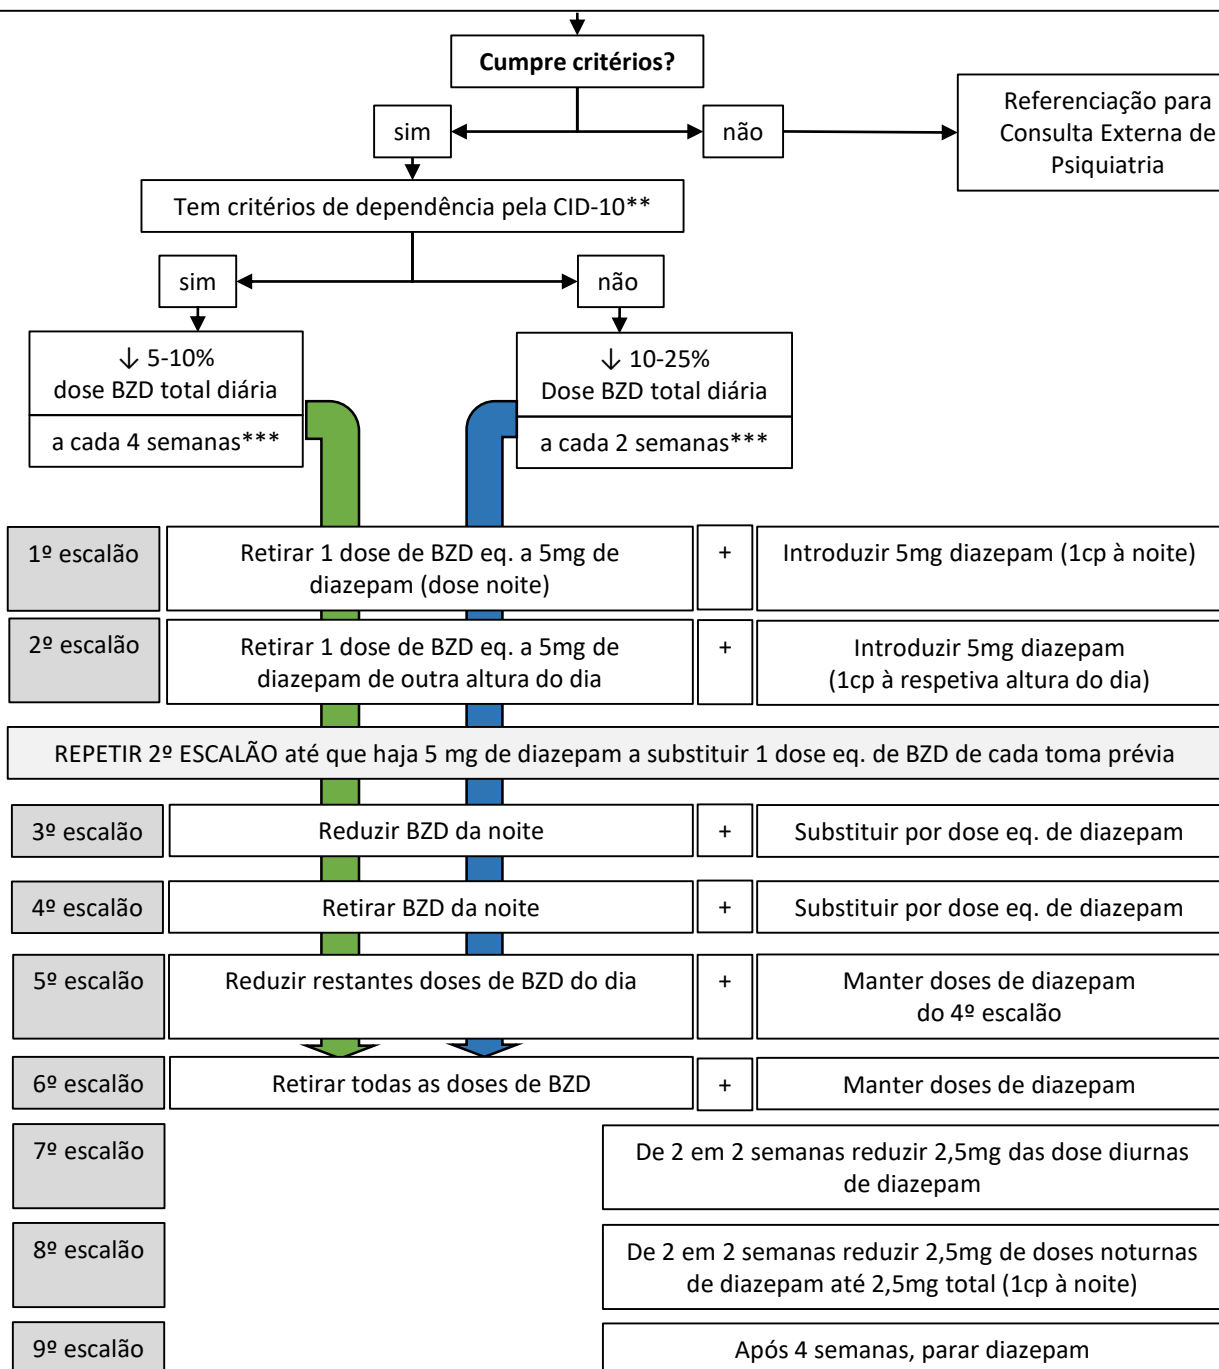 Cumpre critérios?
sim
não
Referenciação para
Consulta Externa de
Psiquiatria
Tem critérios de dependência pela CID-10**
sim
não
↓ 5-10%
dose BZD total diária
a cada 4 semanas***
↓ 10-25%
Dose BZD total diária
a cada 2 semanas***
1º escalão
Retirar 1 dose de BZD eq. a 5mg de
diazepam (dose noite)
+
Introduzir 5mg diazepam (1cp à noite)
2º escalão
Retirar 1 dose de BZD eq. a 5mg de
diazepam de outra altura do dia
+
Introduzir 5mg diazepam
(1cp à respetiva altura do dia)
REPETIR 2º ESCALÃO até que haja 5 mg de diazepam a substituir 1 dose eq. de BZD de cada toma prévia
3º escalão
Reduzir BZD da noite
+
Substituir por dose eq. de diazepam
4º escalão
Retirar BZD da noite
+
Substituir por dose eq. de diazepam
5º escalão
Reduzir restantes doses de BZD do dia
+
Manter doses de diazepam
do 4º escalão
6º escalão
Retirar todas as doses de BZD
+
Manter doses de diazepam
7º escalão
De 2 em 2 semanas reduzir 2,5mg das dose diurnas
de diazepam
8º escalão
De 2 em 2 semanas reduzir 2,5mg de doses noturnas
de diazepam até 2,5mg total (1cp à noite)
9º escalão
Após 4 semanas, parar diazepam